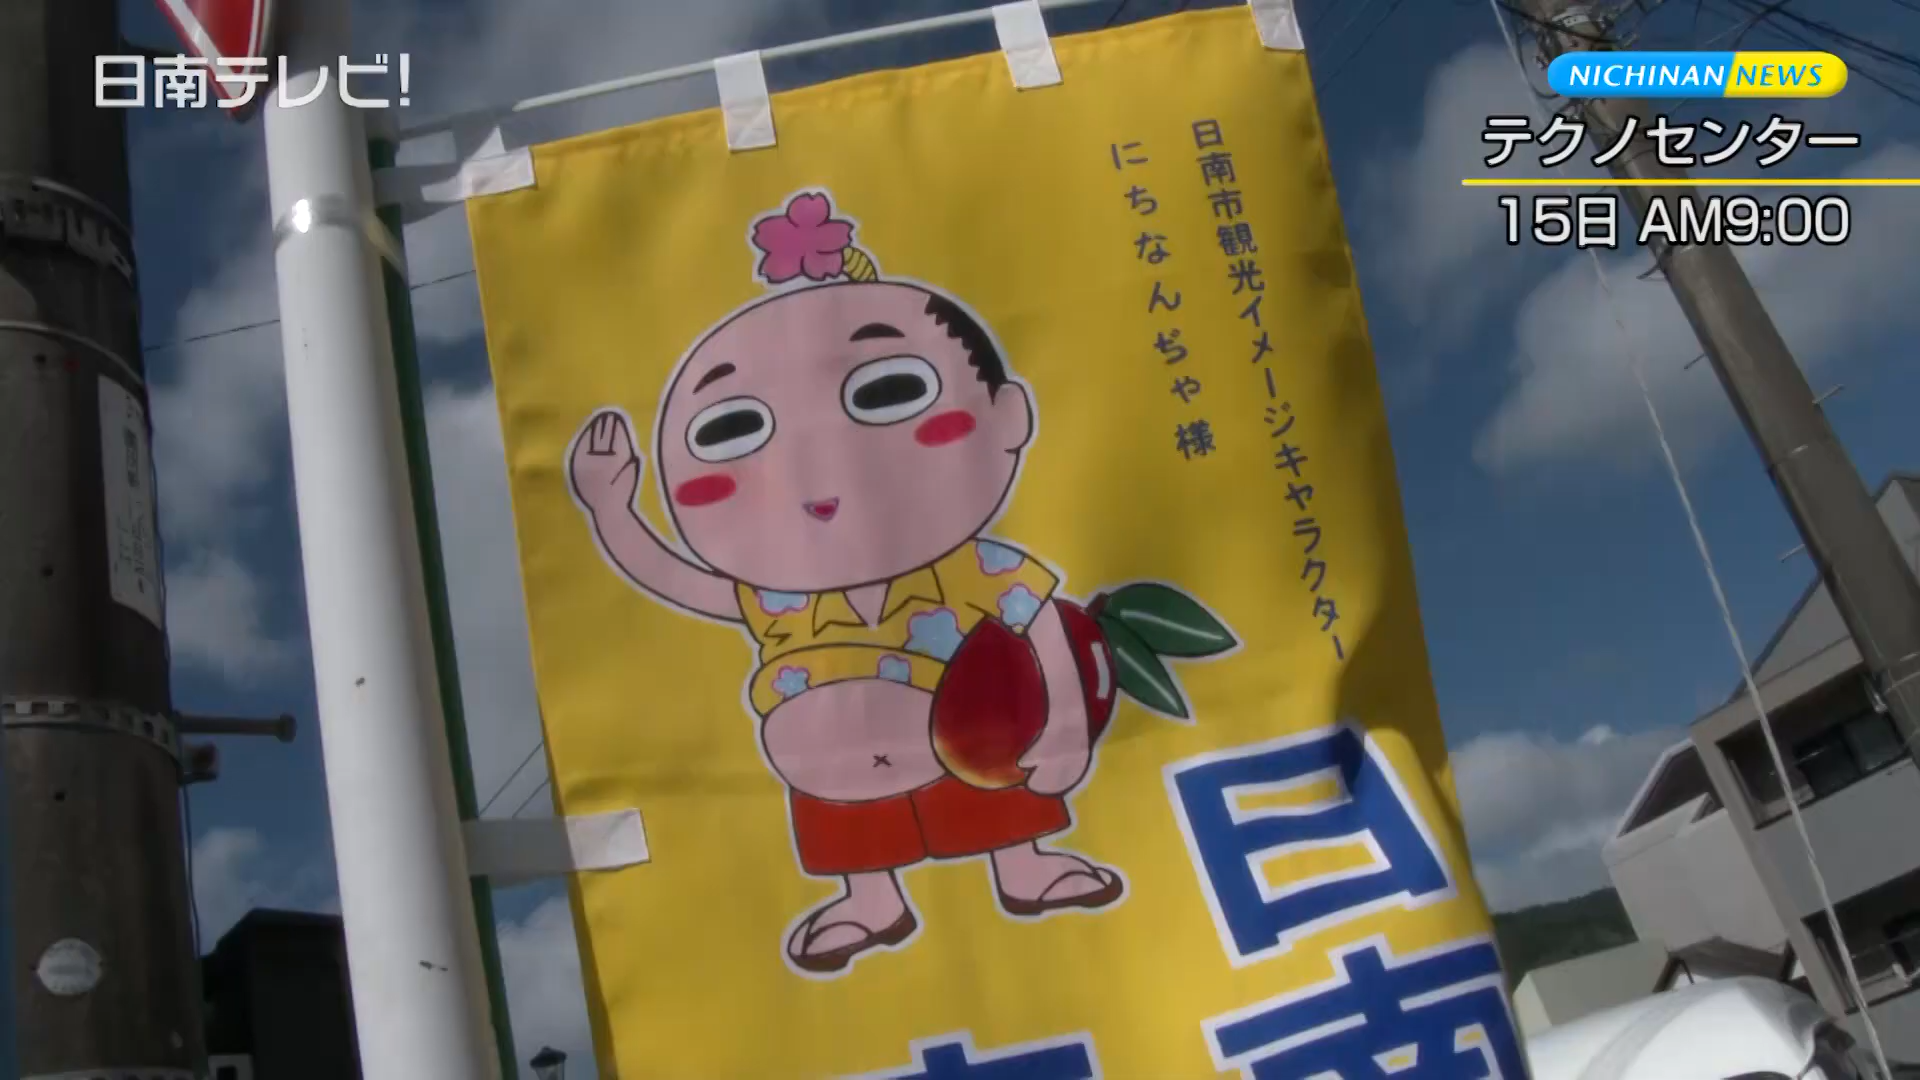 日南テレビ!
NICHINAN NEWS
テクノセンター
15日 AM9:00
日南市観光イメージキャラクター
にちなんぢゃ様
日南